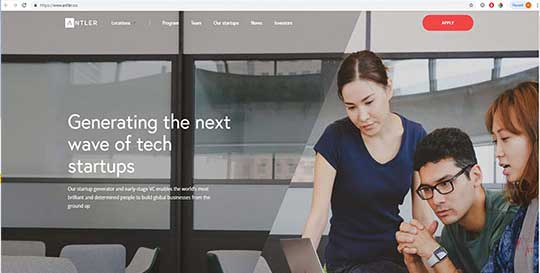 https://www.antler.co
ANTLER Locations Program Team Our startups News Investors APPLY
Generating the next
wave of tech
startups
Our startup generator and early-stage VC enables the world's most
brilliant and determined people to build global businesses from the
ground up